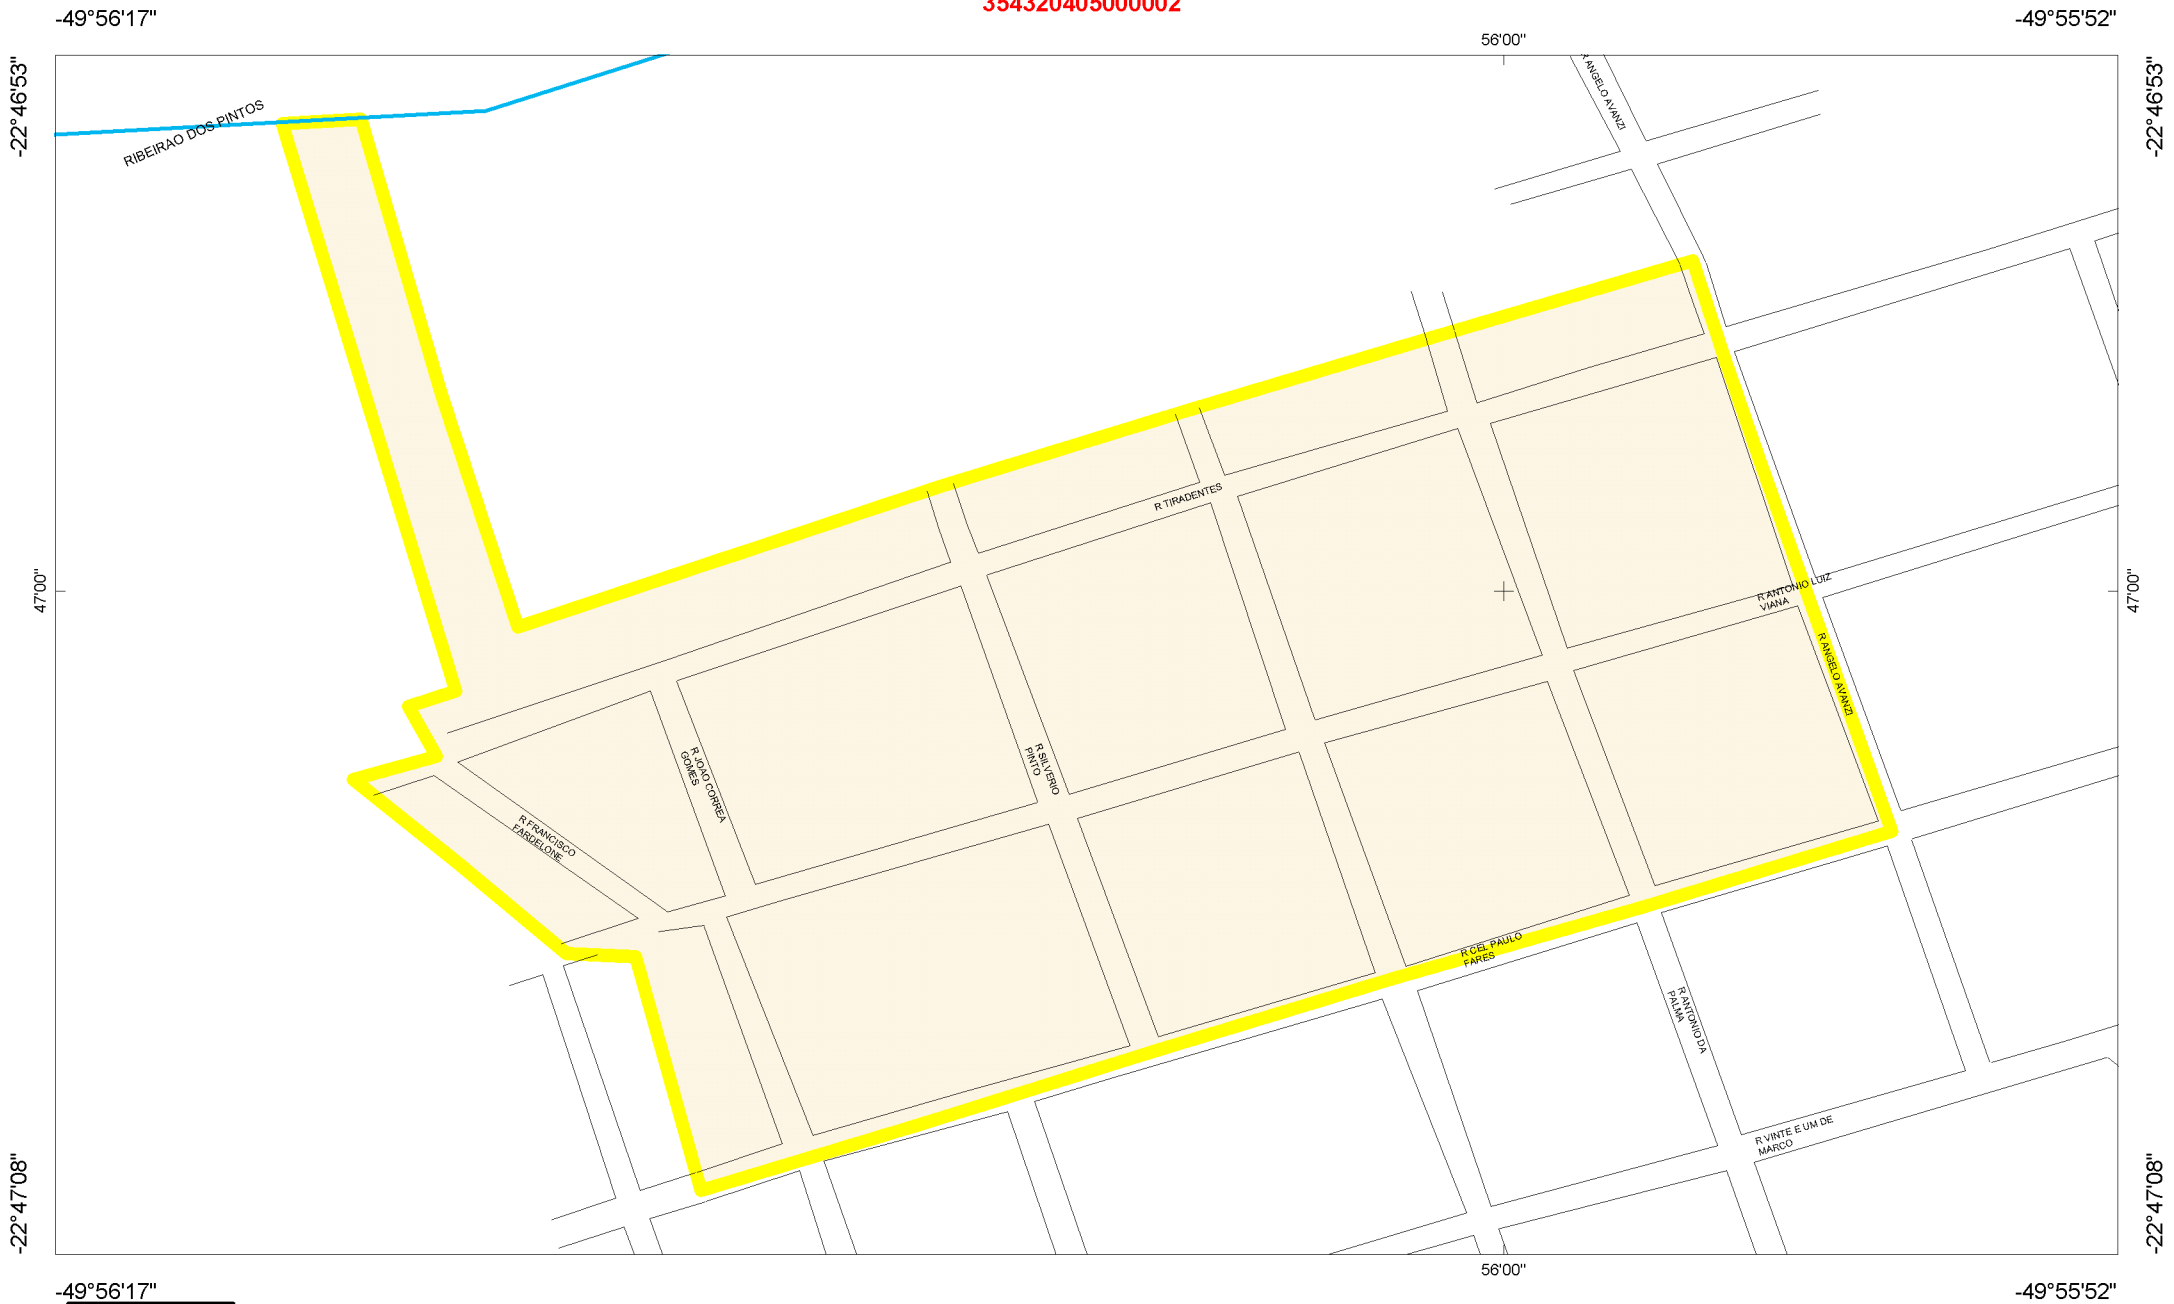 354320405000002
-49°56'17"
-49°55'52"
56'00"
-22°46'53"
-22°46'53"
R ANGELO AVANZI
RIBEIRAO DOS PINTOS
R TIRADENTES
47'00"
47'00"
R ANTONIO LUIZ
VIANA
R ANGELO AVANZI
R SILVERIO
PINTO
R JOAO CORREA
GOMES
R FRANCISCO
FARDELONE
R CEL PAULO
FARES
R ANTONIO DA
PALMA
R VINTE E UM DE
MARCO
-22°47'08"
-22°47'08"
56'00"
-49°56'17"
-49°55'52"